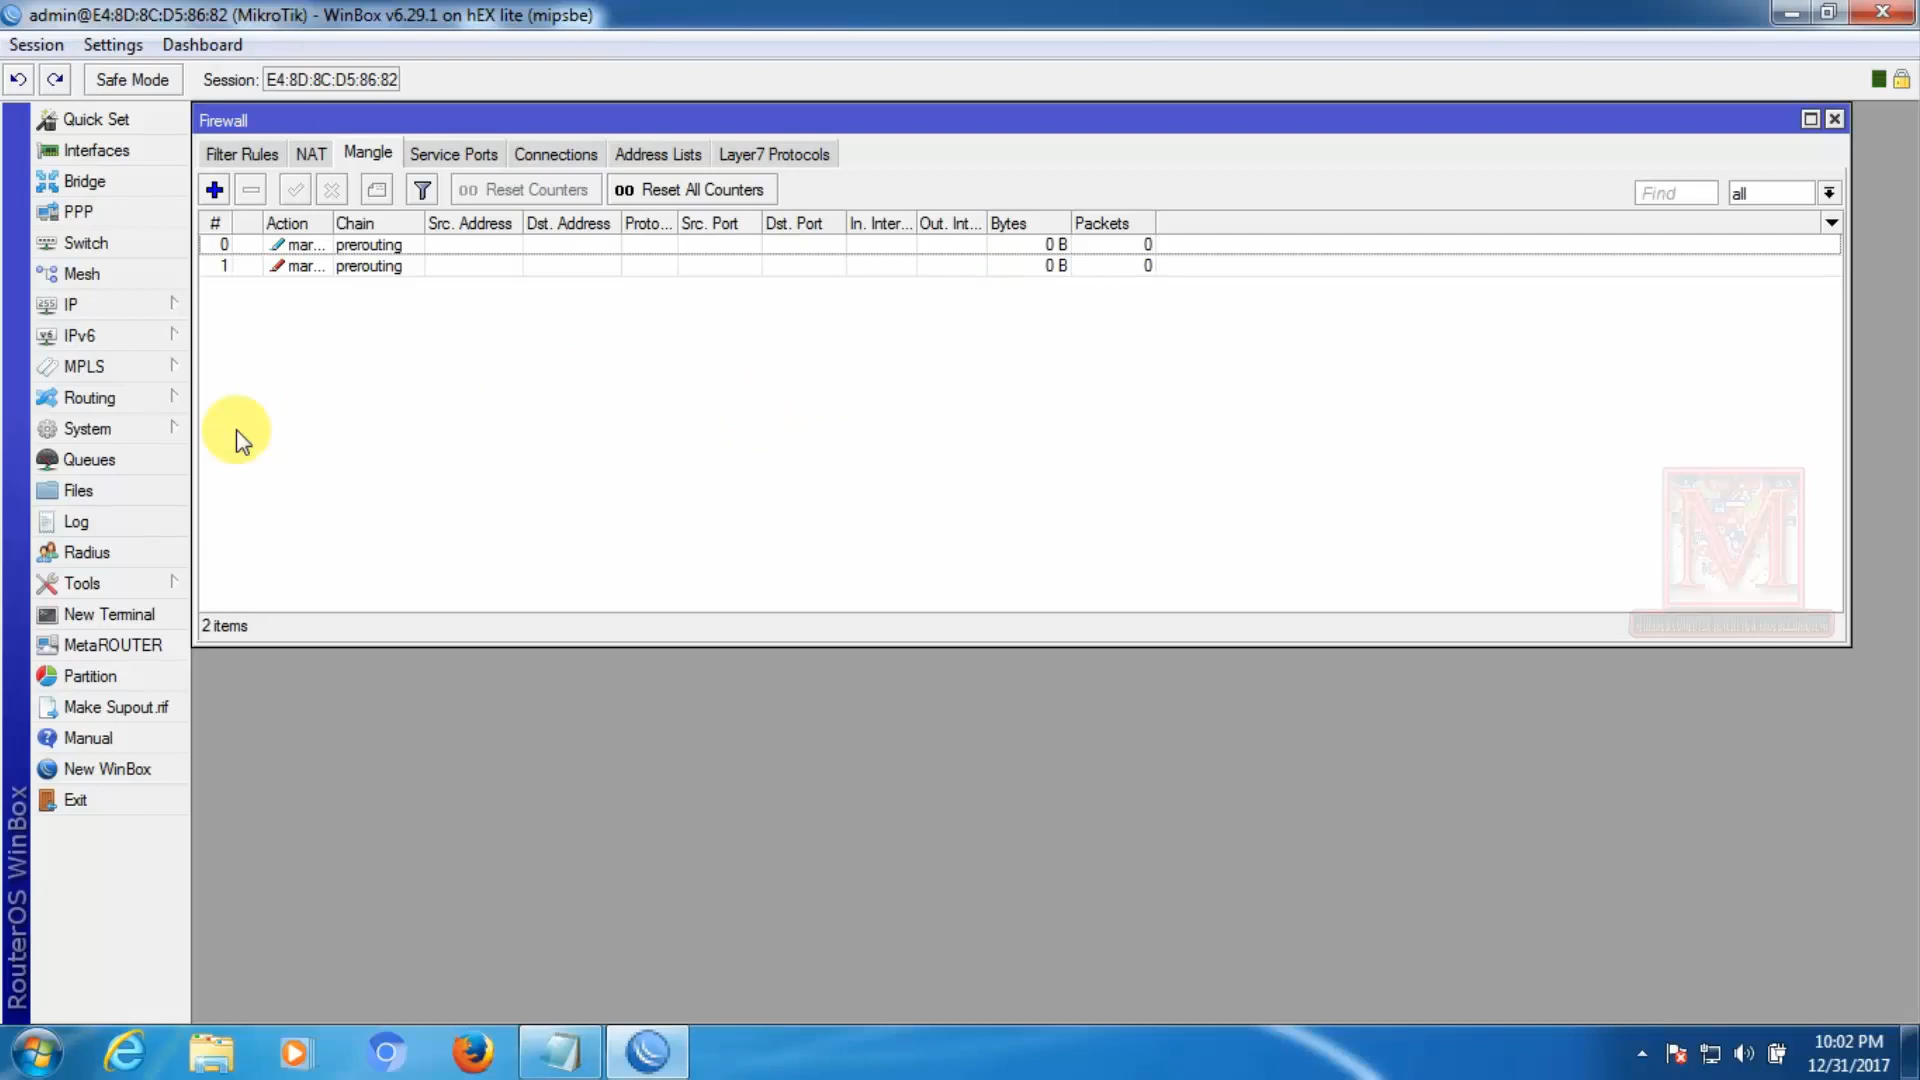 admin@E4:8D:8C:D5:86:82 (MikroTik) - WinBox v6.29.1 on hEX lite (mipsbe)
Session Settings Dashboard
Safe Mode Session: E4:8D:8C:D5:86:82
Quick Set
Interfaces
Bridge
PPP
Switch
Mesh
IP
IPv6
MPLS
Routing
System
Queues
Files
Log
Radius
Tools
New Terminal
MetaROUTER
Partition
Make Supout.rif
Manual
New WinBox
Exit
RouterOS WinBox
Firewall
Filter Rules NAT Mangle Service Ports Connections Address Lists Layer7 Protocols
00 Reset Counters 00 Reset All Counters Find all
# Action Chain Src. Address Dst. Address Proto... Src. Port Dst. Port In. Inter... Out. Int... Bytes Packets
0 mar... prerouting 0 B 0
1 mar... prerouting 0 B 0
2 items
M
10:02 PM
12/31/2017